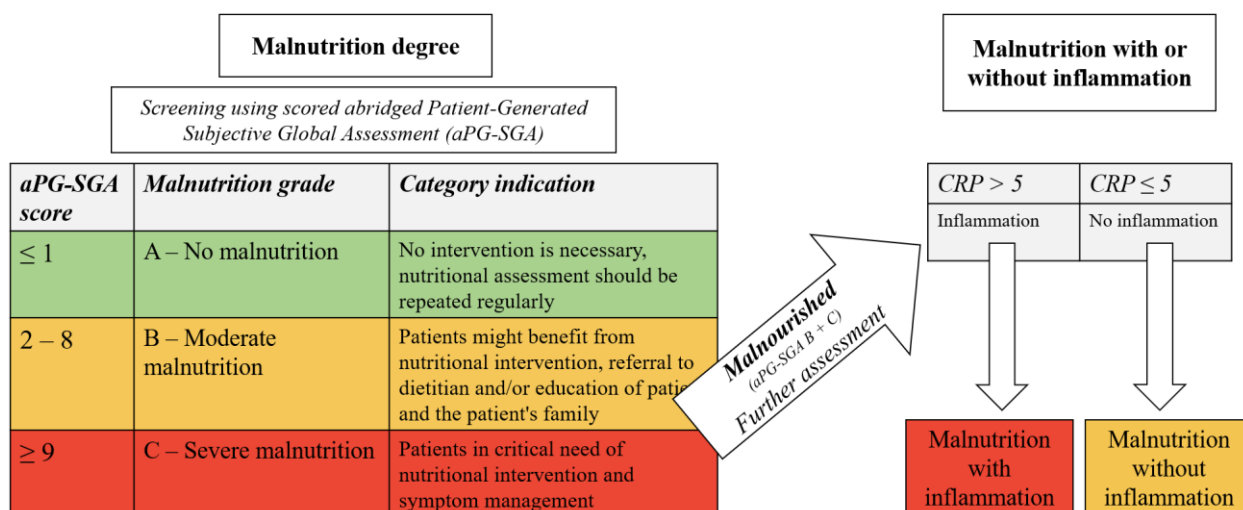 Malnutrition degree
Screening using scored abridged Patient-Generated
Subjective Global Assessment (aPG-SGA)
aPG-SGA
score
Malnutrition grade
Category indication
≤ 1
A – No malnutrition
No intervention is necessary,
nutritional assessment should be
repeated regularly
2 – 8
B – Moderate
malnutrition
Patients might benefit from
nutritional intervention, referral to
dietitian and/or education of patie
and the patient's family
≥ 9
C – Severe malnutrition
Patients in critical need of
nutritional intervention and
symptom management
Malnourished
(aPG-SGA B + C)
Further assessment
Malnutrition with or
without inflammation
CRP > 5
CRP ≤ 5
Inflammation
No inflammation
Malnutrition
with
inflammation
Malnutrition
without
inflammation